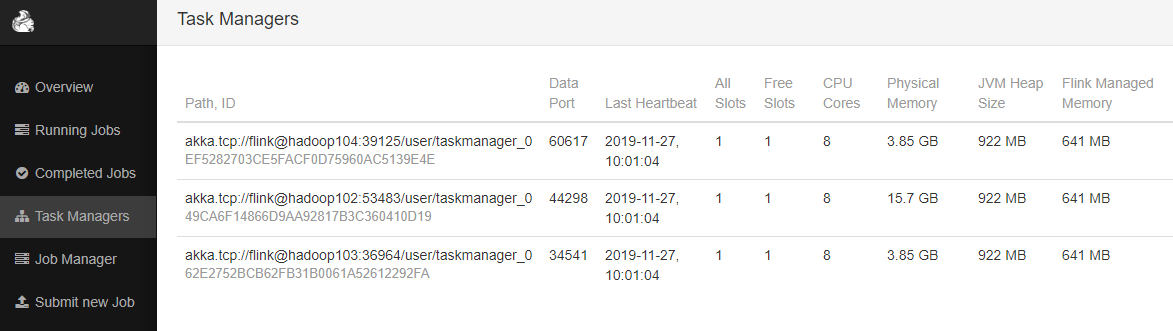 Task Managers
Overview
Running Jobs
Completed Jobs
Task Managers
Job Manager
Submit new Job
Path, ID
Data Port
Last Heartbeat
All Slots
Free Slots
CPU Cores
Physical Memory
JVM Heap Size
Flink Managed Memory
akka.tcp://flink@hadoop104:39125/user/taskmanager_0 60617 2019-11-27, 1 1 8 3.85 GB 922 MB 641 MB
EF5282703CE5FACF0D75960AC5139E4E 10:01:04
akka.tcp://flink@hadoop102:53483/user/taskmanager_0 44298 2019-11-27, 1 1 8 15.7 GB 922 MB 641 MB
49CA6F14866D9AA92817B3C360410D19 10:01:04
akka.tcp://flink@hadoop103:36964/user/taskmanager_0 34541 2019-11-27, 1 1 8 3.85 GB 922 MB 641 MB
62E2752BCB62FB31B0061A52612292FA 10:01:04